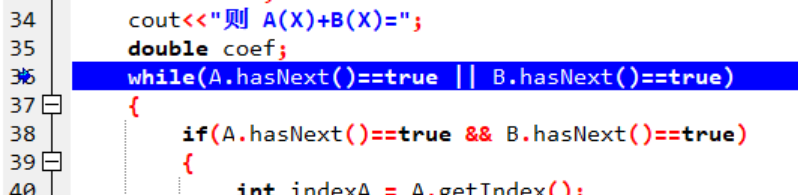 34 cout<<"则 A(X)+B(X)=";
35 double coef;
36 while(A.hasNext()==true || B.hasNext()==true)
37 {
38 if(A.hasNext()==true && B.hasNext()==true)
39 {
40 int indexA = A.getIndex();